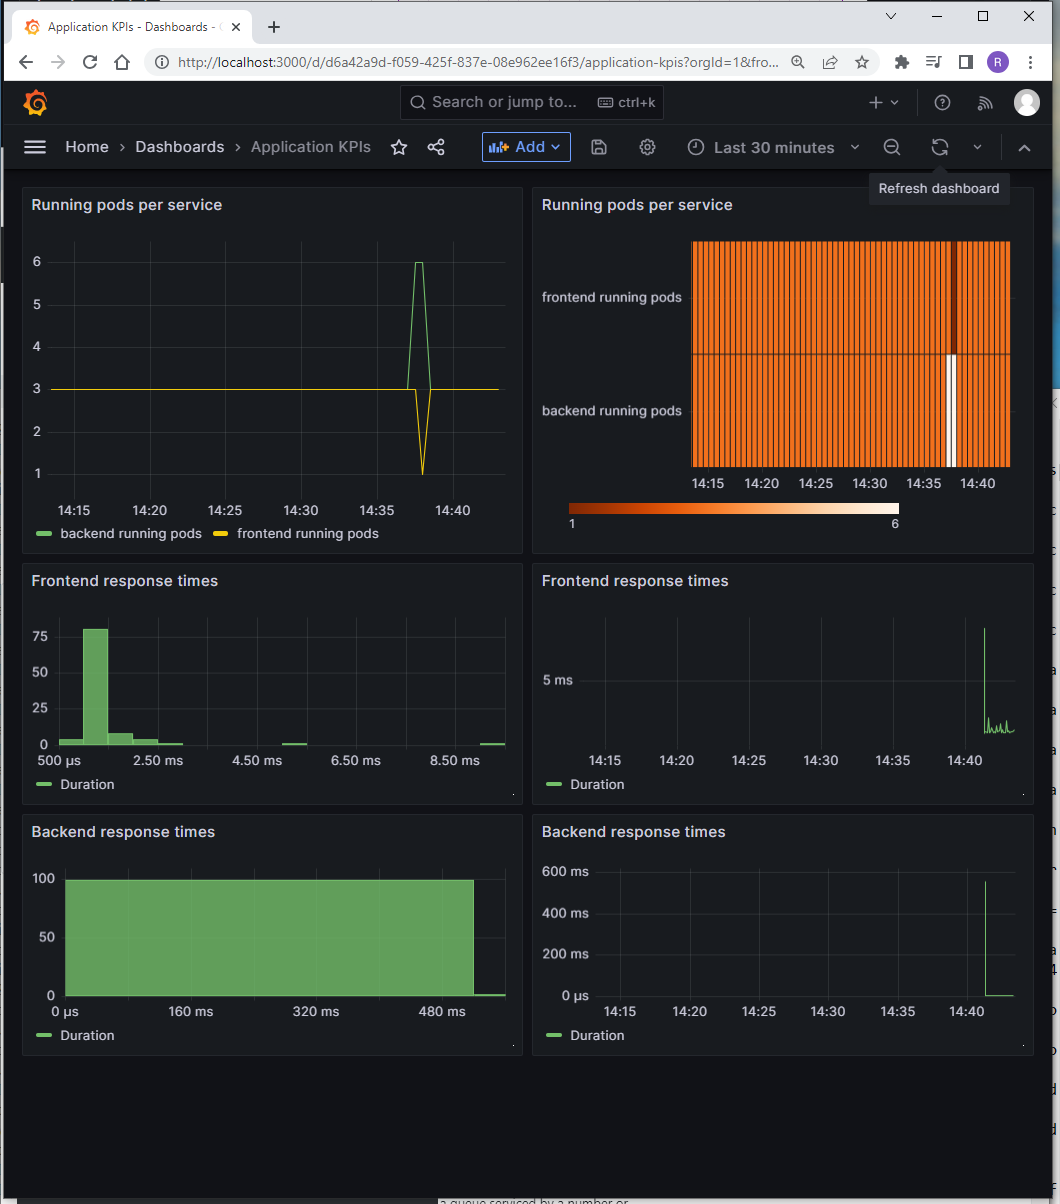 Application KPIs - Dashboards -
http://localhost:3000/d/d6a42a9d-f059-425f-837e-08e962ee16f3/application-kpis?orgId=1&fro...
R
Search or jump to... ctrl+k
Home › Dashboards › Application KPIs
Add
Last 30 minutes
Refresh dashboard
Running pods per service
6
5
4
3
2
1
14:15 14:20 14:25 14:30 14:35 14:40
backend running pods frontend running pods
Running pods per service
frontend running pods
backend running pods
14:15 14:20 14:25 14:30 14:35 14:40
1 6
Frontend response times
75
50
25
0
500 µs 2.50 ms 4.50 ms 6.50 ms 8.50 ms
Duration
Frontend response times
5 ms
14:15 14:20 14:25 14:30 14:35 14:40
Duration
Backend response times
100
50
0
0 µs 160 ms 320 ms 480 ms
Duration
Backend response times
600 ms
400 ms
200 ms
0 µs
14:15 14:20 14:25 14:30 14:35 14:40
Duration
a queue serviced by a number or